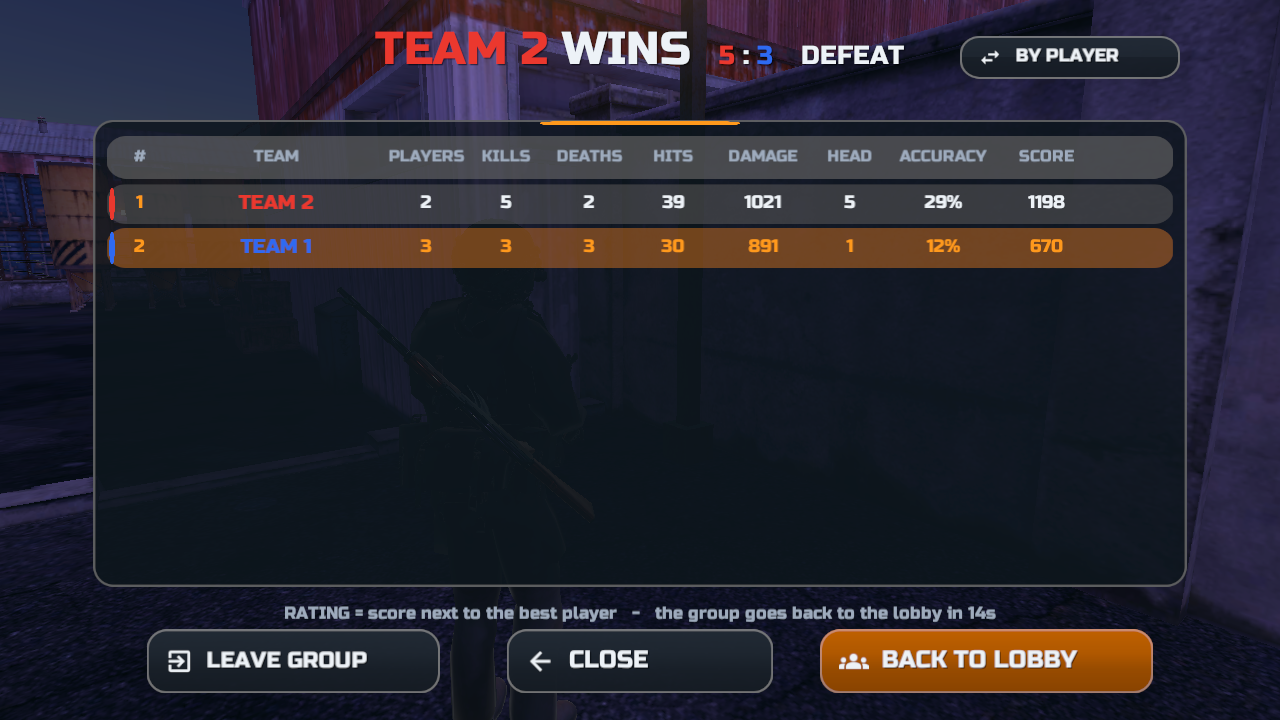 TEAM 2 WINS 5 : 3 DEFEAT BY PLAYER
# TEAM PLAYERS KILLS DEATHS HITS DAMAGE HEAD ACCURACY SCORE
1 TEAM 2 2 5 2 39 1021 5 29% 1198
2 TEAM 1 3 3 3 30 891 1 12% 670
RATING = score next to the best player - the group goes back to the lobby in 14s
LEAVE GROUP CLOSE BACK TO LOBBY